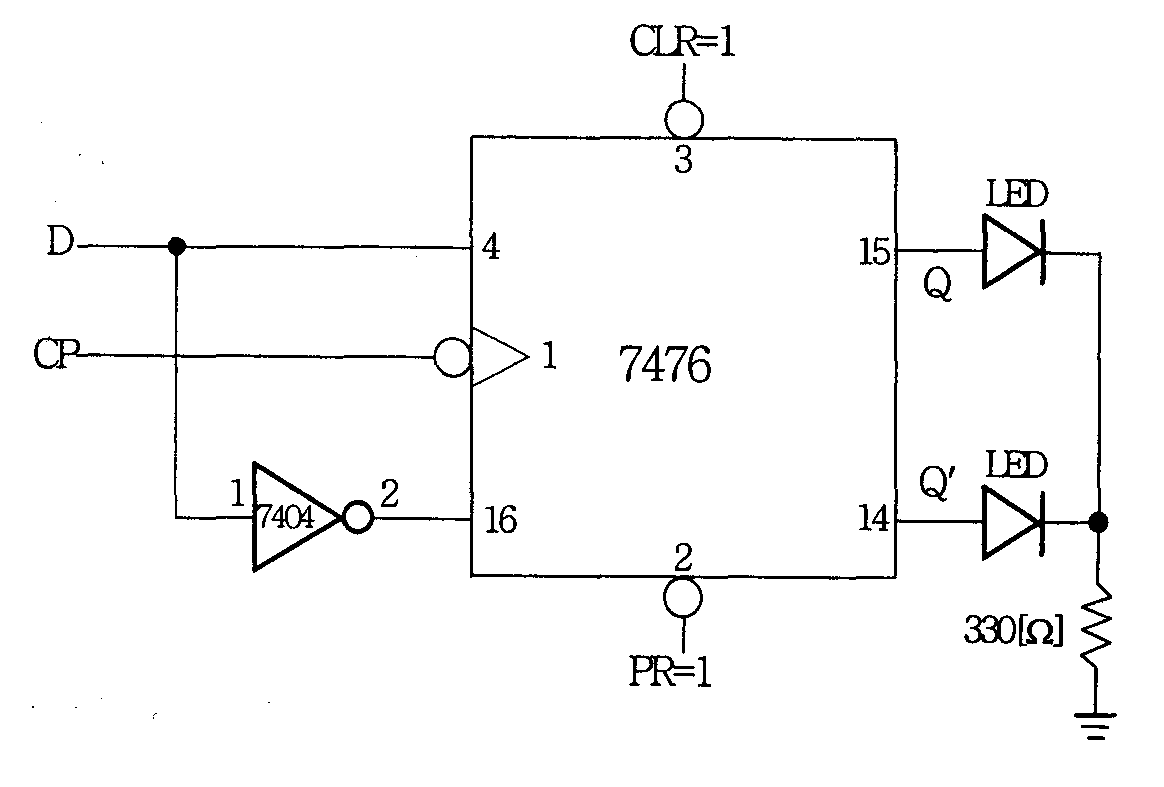 CLR=1
3
LED
D
4
15
Q
CP
1
7476
LED
Q'
1
7404
2
16
14
2
330[Ω]
PR=1